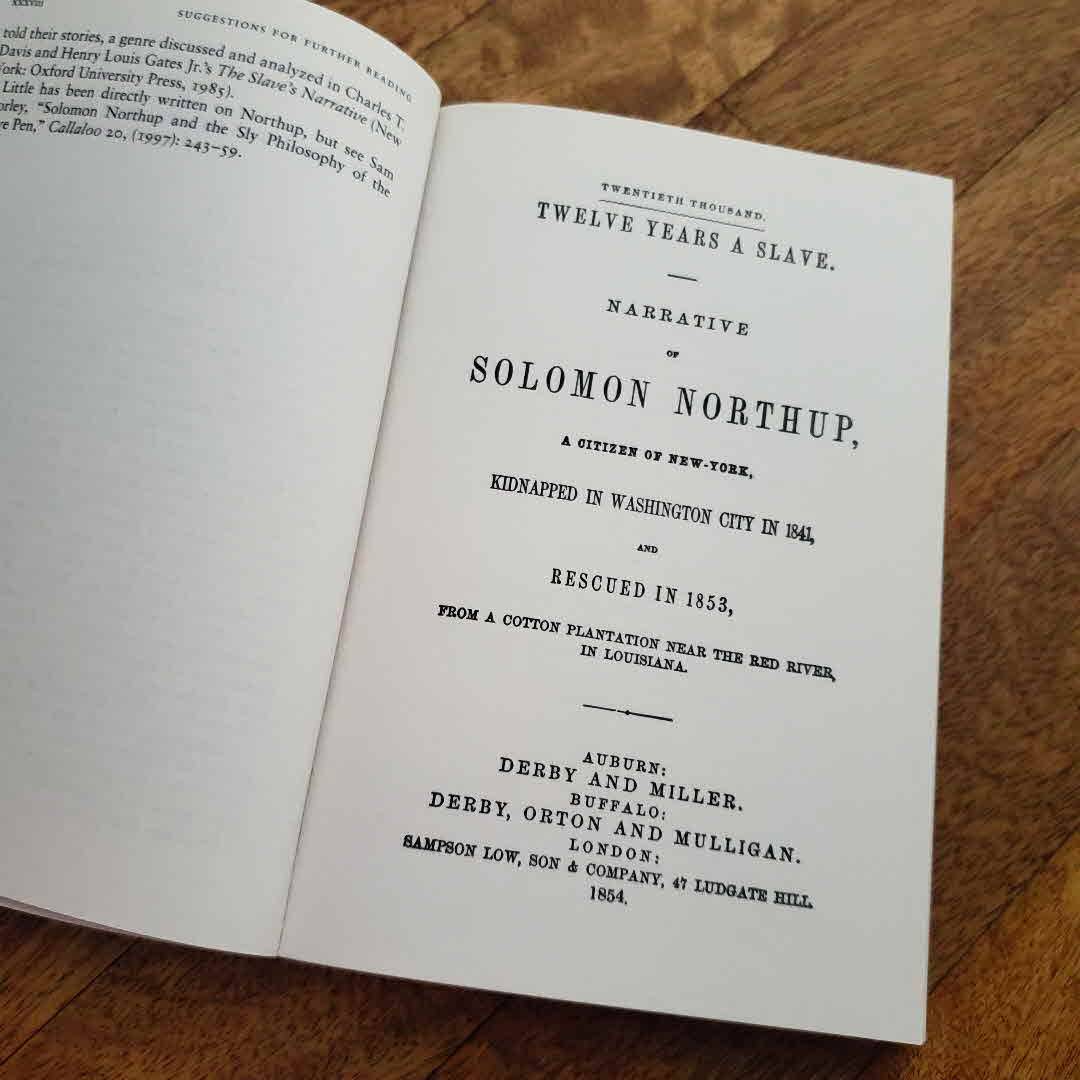 xxxviii
SUGGESTIONS FOR FURTHER READING
told their stories, a genre discussed and analyzed in Charles T.
Davis and Henry Louis Gates Jr.'s The Slave's Narrative (New
York: Oxford University Press, 1985).
Little has been directly written on Northup, but see Sam
"Solomon Northup and the Sly Philosophy of the
Pen," Callaloo 20, (1997): 243–59.
TWENTIETH THOUSAND.
TWELVE YEARS A SLAVE.
NARRATIVE
OF
SOLOMON NORTHUP,
A CITIZEN OF NEW-YORK,
KIDNAPPED IN WASHINGTON CITY IN 1841,
AND
RESCUED IN 1853,
FROM A COTTON PLANTATION NEAR THE RED RIVER,
IN LOUISIANA.
AUBURN:
DERBY AND MILLER.
BUFFALO:
DERBY, ORTON AND MULLIGAN.
LONDON:
SAMPSON LOW, SON & COMPANY, 47 LUDGATE HILL.
1854.